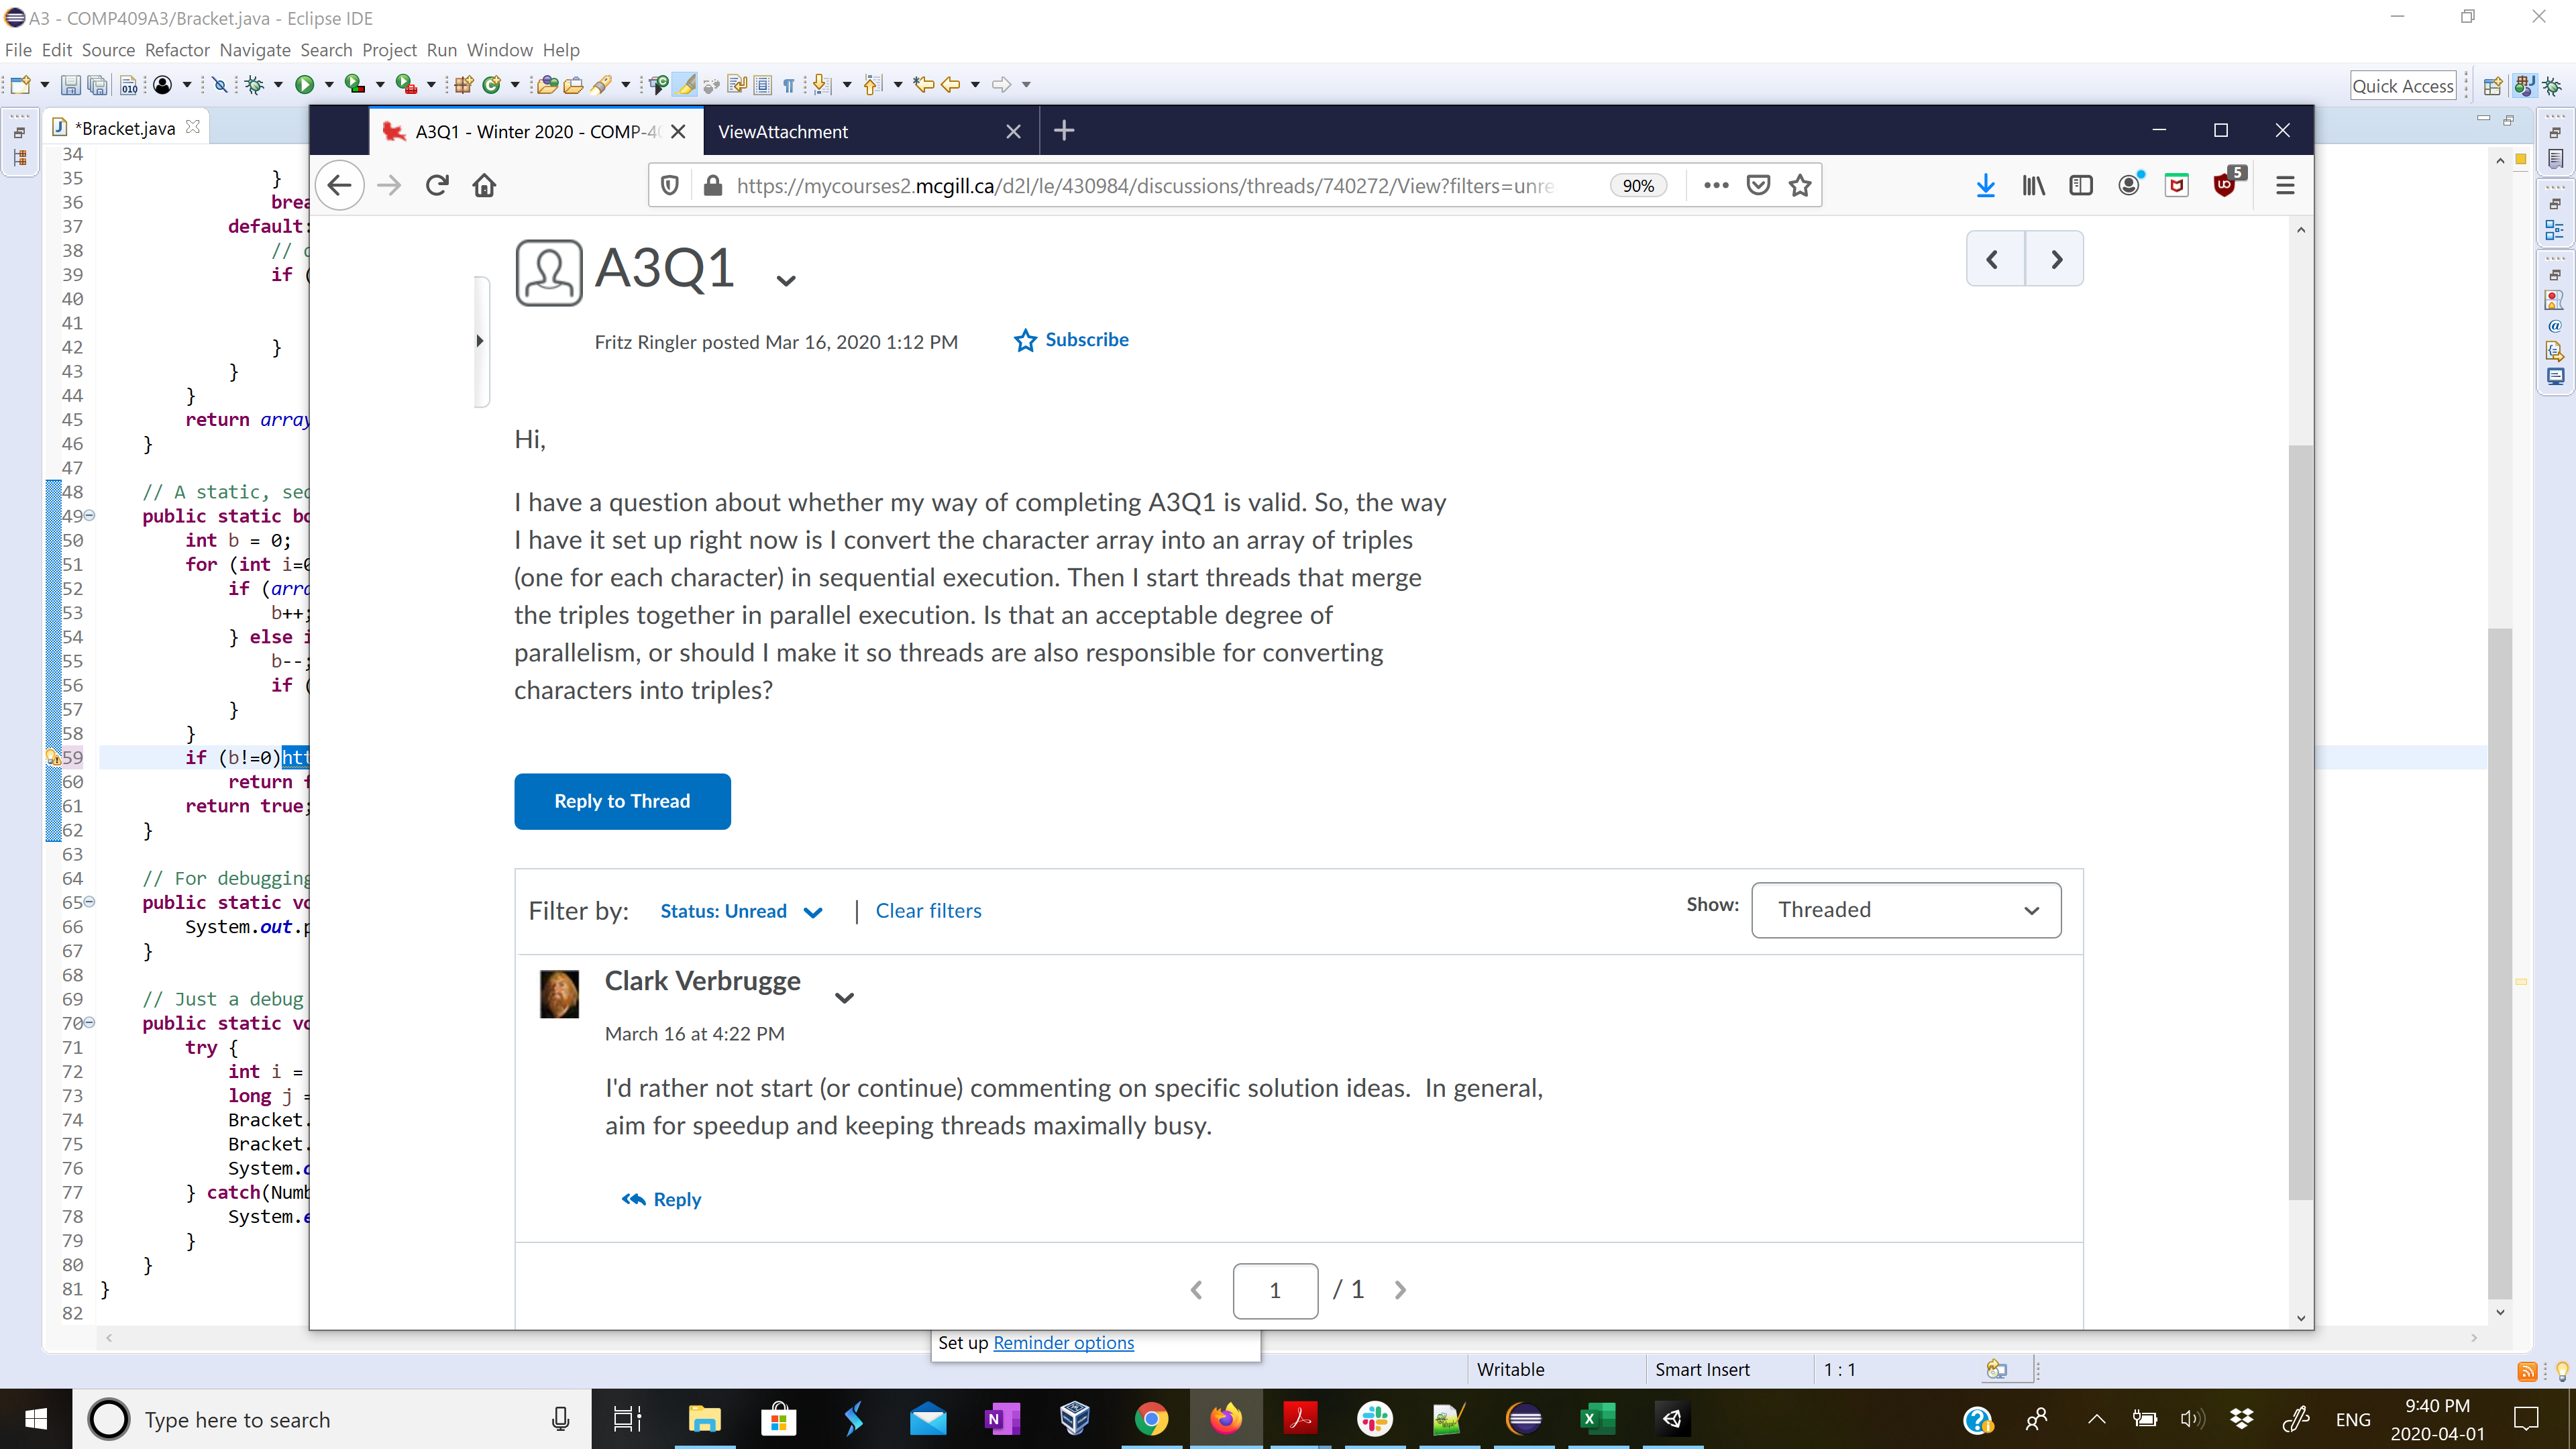 A3 - COMP409A3/Bracket.java - Eclipse IDE
File Edit Source Refactor Navigate Search Project Run Window Help
Quick Access
*Bracket.java
A3Q1 - Winter 2020 - COMP-40
ViewAttachment
https://mycourses2.mcgill.ca/d2l/le/430984/discussions/threads/740272/View?filters=unre
90%
5
34
35 }
36 brea
37 default:
38 // c
39 if (
40
41
42 }
43 }
44 }
45 return array
46 }
47
48 // A static, seq
49 public static bo
50 int b = 0;
51 for (int i=0
52 if (arra
53 b++;
54 } else i
55 b--;
56 if (
57 }
58 }
59 if (b!=0)htt
60 return f
61 return true;
62 }
63
64 // For debugging
65 public static vo
66 System.out.p
67 }
68
69 // Just a debug
70 public static vo
71 try {
72 int i =
73 long j =
74 Bracket.
75 Bracket.
76 System.o
77 } catch(Numb
78 System.e
79 }
80 }
81 }
82
A3Q1
Fritz Ringler posted Mar 16, 2020 1:12 PM
Subscribe
Hi,
I have a question about whether my way of completing A3Q1 is valid. So, the way
I have it set up right now is I convert the character array into an array of triples
(one for each character) in sequential execution. Then I start threads that merge
the triples together in parallel execution. Is that an acceptable degree of
parallelism, or should I make it so threads are also responsible for converting
characters into triples?
Reply to Thread
Filter by: Status: Unread | Clear filters
Show: Threaded
Clark Verbrugge
March 16 at 4:22 PM
I'd rather not start (or continue) commenting on specific solution ideas. In general,
aim for speedup and keeping threads maximally busy.
Reply
1 / 1
Set up Reminder options
Writable
Smart Insert
1 : 1
Type here to search
ENG
9:40 PM
2020-04-01